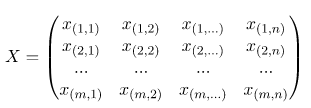 x_{(1,1)} x_{(1,2)} x_{(1,...)} x_{(1,n)}
X = x_{(2,1)} x_{(2,2)} x_{(2,...)} x_{(2,n)}
... ... ... ...
x_{(m,1)} x_{(m,2)} x_{(m,...)} x_{(m,n)}